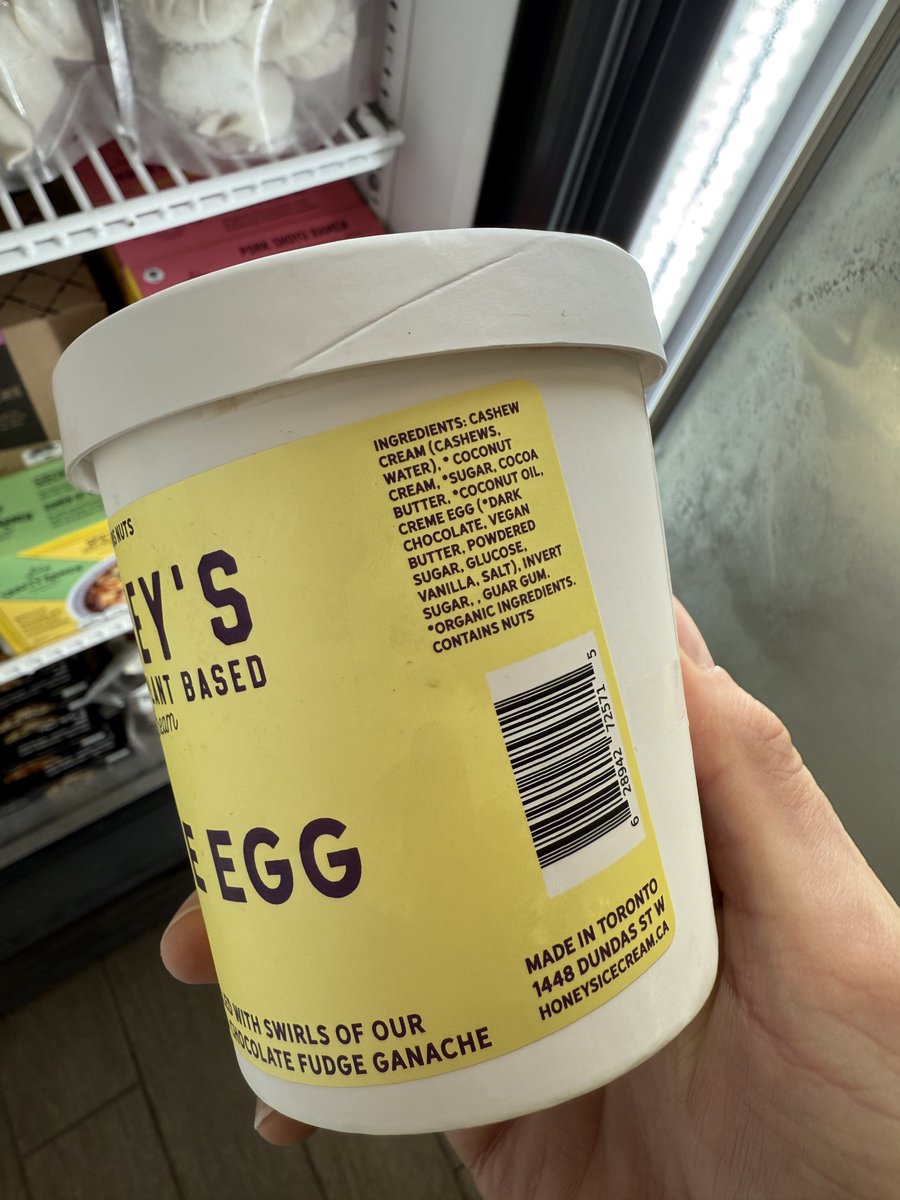 NUTS
EY'S
ANT BASED
EGG
WITH SWIRLS OF OUR
CHOCOLATE FUDGE GANACHE
INGREDIENTS: CASHEW
CREAM (CASHEWS,
WATER), * COCONUT
CREAM, *SUGAR, COCOA
BUTTER, *COCONUT OIL,
CREME EGG (*DARK
CHOCOLATE, VEGAN
BUTTER, POWDERED
SUGAR, GLUCOSE,
VANILLA, SALT), INVERT
SUGAR, , GUAR GUM.
*ORGANIC INGREDIENTS.
CONTAINS NUTS
6 28942 72571 5
MADE IN TORONTO
1448 DUNDAS ST W
HONEYSICECREAM.CA